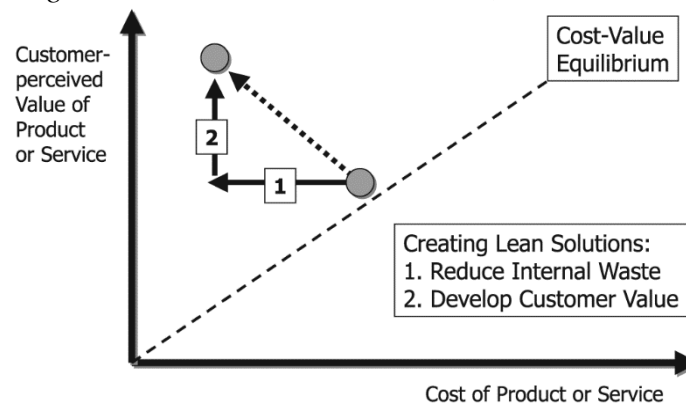 Customer-
perceived
Value of
Product
or Service
Cost-Value
Equilibrium
2
1
Creating Lean Solutions:
1. Reduce Internal Waste
2. Develop Customer Value
Cost of Product or Service